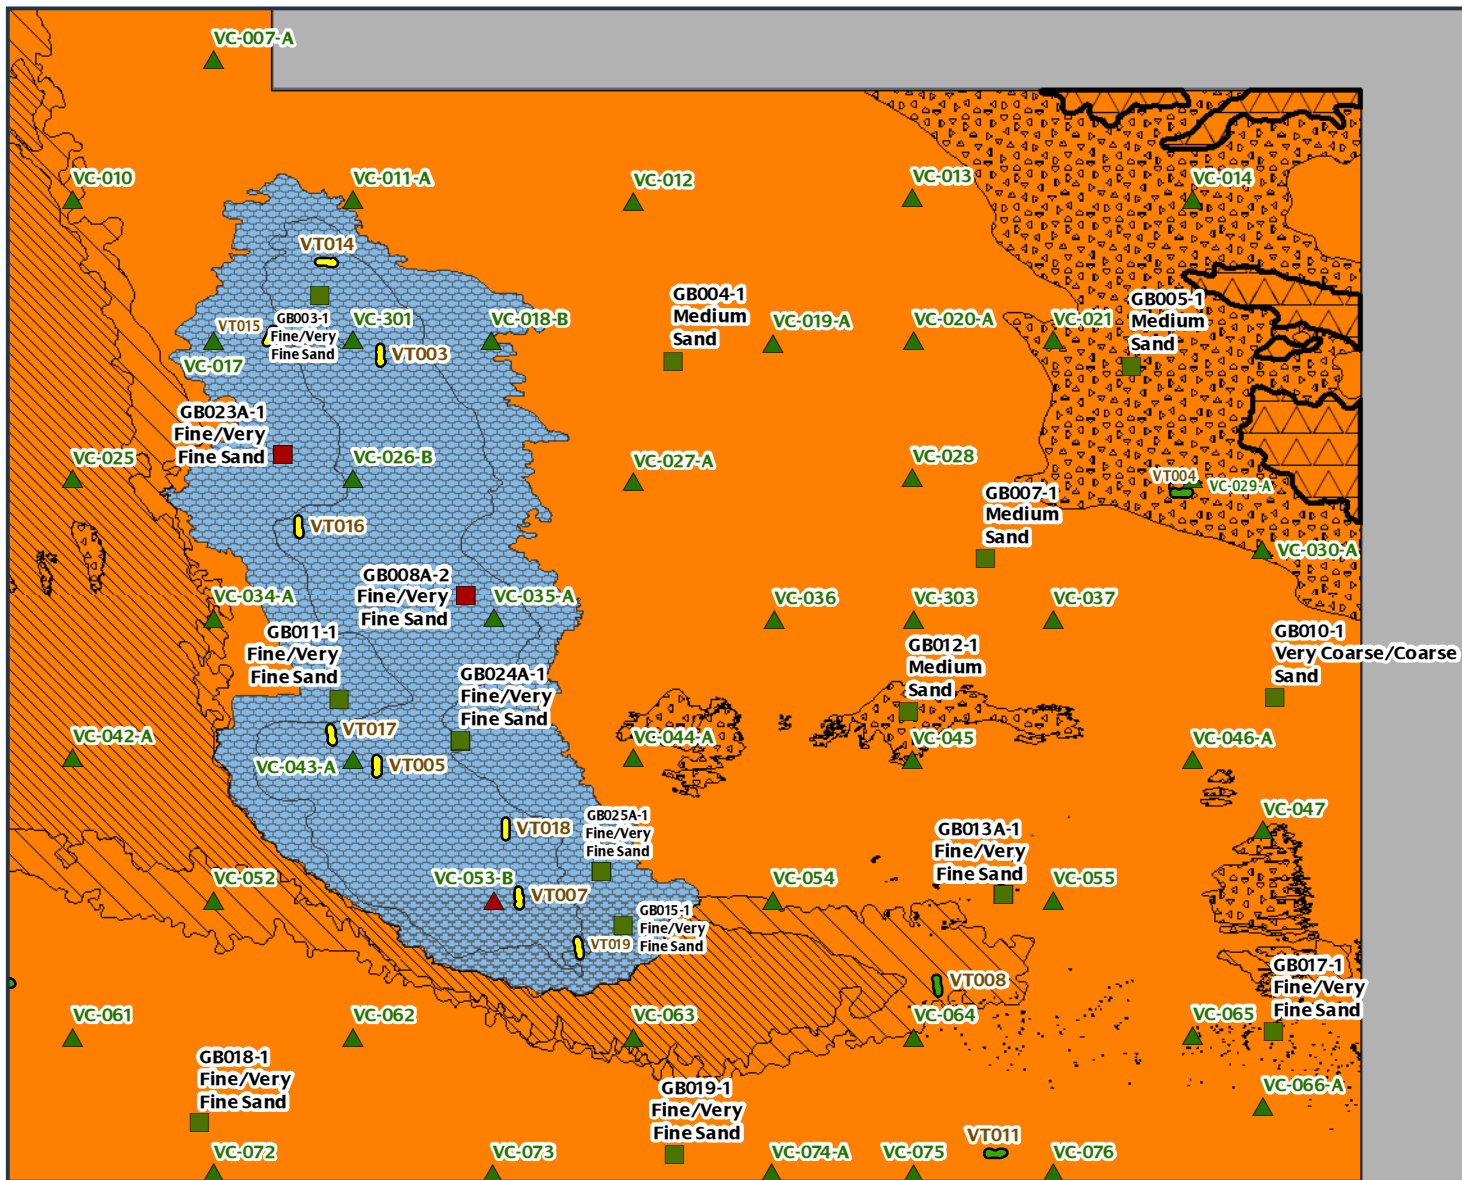 VC-007-A
VC-010
VC-011-A
VC-012
VC-013
VC-014
VT014
GB004-1
Medium
Sand
GB005-1
Medium
Sand
VT015
GB003-1
Fine/Very
Fine Sand
VC-301
VC-018-B
VC-019-A
VC-020-A
VC-021
VC-017
VT003
GB023A-1
Fine/Very
Fine Sand
VC-025
VC-026-B
VC-027-A
VC-028
VT004
VC-029-A
GB007-1
Medium
Sand
VT016
VC-030-A
GB008A-2
Fine/Very
Fine Sand
VC-034-A
VC-035-A
VC-036
VC-303
VC-037
GB011-1
Fine/Very
Fine Sand
GB012-1
Medium
Sand
GB010-1
Very Coarse/Coarse
Sand
GB024A-1
Fine/Very
Fine Sand
VT017
VC-042-A
VC-043-A
VT005
VC-044-A
VC-045
VC-046-A
VC-047
GB025A-1
Fine/Very
Fine Sand
VT018
GB013A-1
Fine/Very
Fine Sand
VC-052
VC-053-B
VT007
VC-054
VC-055
GB015-1
Fine/Very
Fine Sand
VT019
VT008
GB017-1
Fine/Very
Fine Sand
VC-061
VC-062
VC-063
VC-064
VC-065
GB018-1
Fine/Very
Fine Sand
GB019-1
Fine/Very
Fine Sand
VC-066-A
VT011
VC-072
VC-073
VC-074-A
VC-075
VC-076